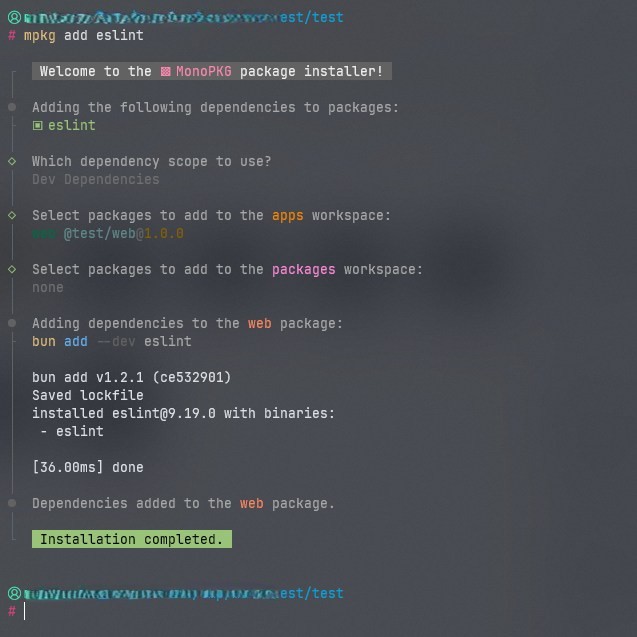 est/test
# mpkg add eslint
Welcome to the MonoPKG package installer!
Adding the following dependencies to packages:
eslint
Which dependency scope to use?
Dev Dependencies
Select packages to add to the apps workspace:
@test/web@1.0.0
Select packages to add to the packages workspace:
none
Adding dependencies to the web package:
bun add --dev eslint
bun add v1.2.1 (ce532901)
Saved lockfile
installed eslint@9.19.0 with binaries:
- eslint
[36.00ms] done
Dependencies added to the web package.
Installation completed.
est/test
#